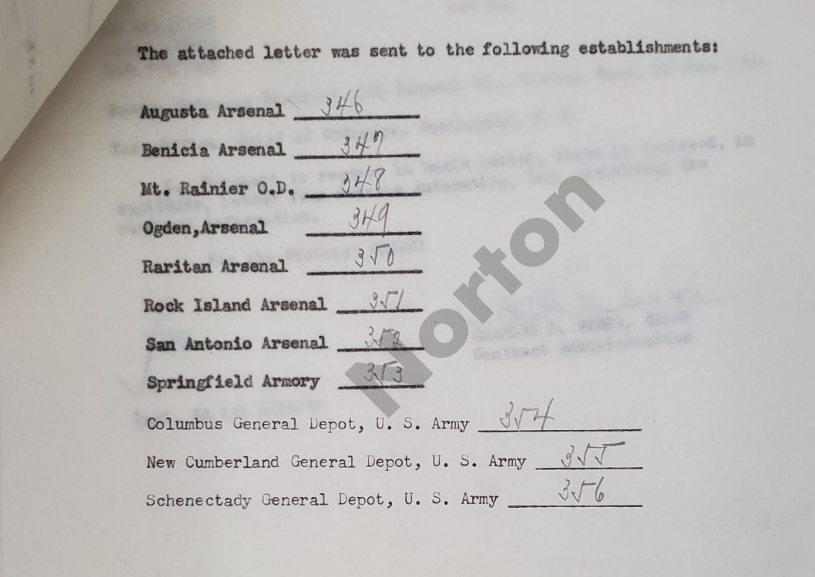 The attached letter was sent to the following establishments:
Augusta Arsenal 346
Benicia Arsenal 347
Mt. Rainier O.D. 348
Ogden,Arsenal 349
Raritan Arsenal 350
Rock Island Arsenal 351
San Antonio Arsenal 352
Springfield Armory 353
Columbus General Depot, U. S. Army 354
New Cumberland General Depot, U. S. Army 355
Schenectady General Depot, U. S. Army 356
Norton